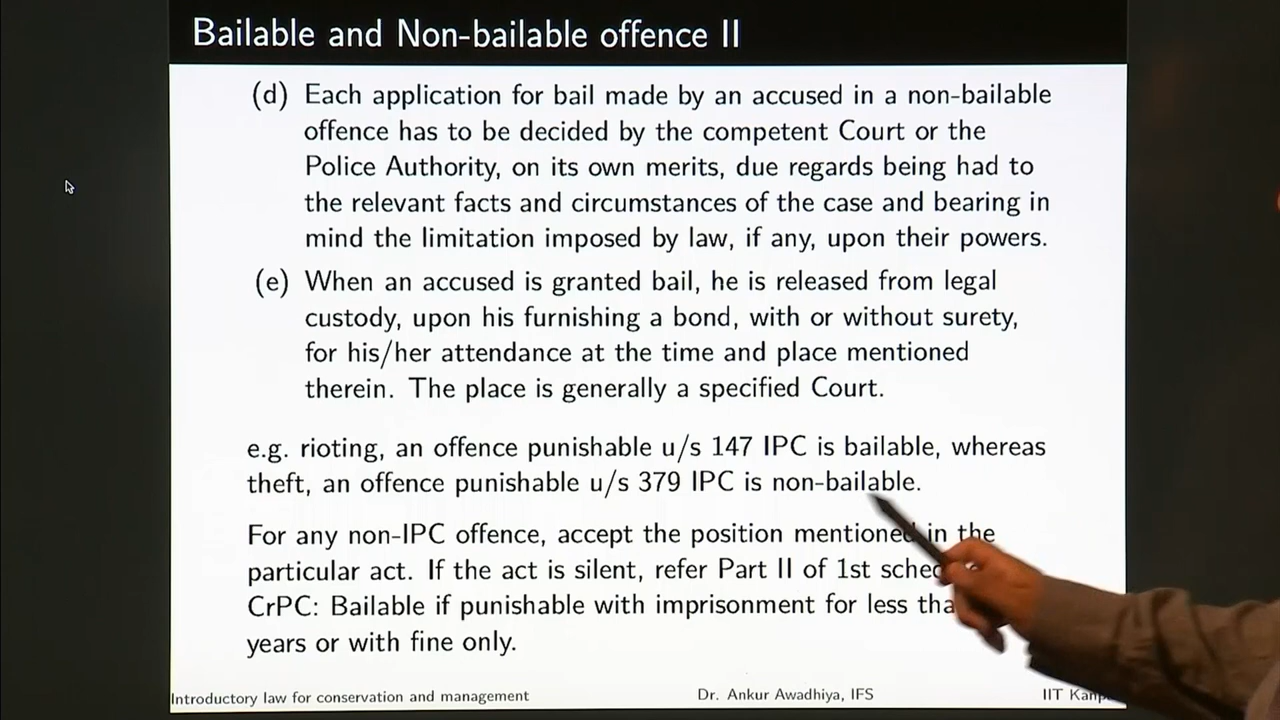 Bailable and Non-bailable offence II
(d) Each application for bail made by an accused in a non-bailable
offence has to be decided by the competent Court or the
Police Authority, on its own merits, due regards being had to
the relevant facts and circumstances of the case and bearing in
mind the limitation imposed by law, if any, upon their powers.
(e) When an accused is granted bail, he is released from legal
custody, upon his furnishing a bond, with or without surety,
for his/her attendance at the time and place mentioned
therein. The place is generally a specified Court.
e.g. rioting, an offence punishable u/s 147 IPC is bailable, whereas
theft, an offence punishable u/s 379 IPC is non-bailable.
For any non-IPC offence, accept the position mentioned in the
particular act. If the act is silent, refer Part II of 1st
CrPC: Bailable if punishable with imprisonment for less
years or with fine only.
Introductory law for conservation and management Dr. Ankur Awadhiya, IFS IIT